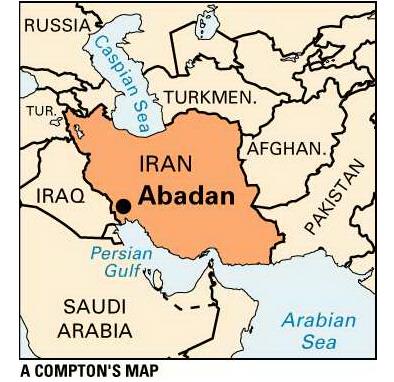 RUSSIA
Caspian Sea
TURKMEN.
TUR.
IRAN
AFGHAN.
IRAQ
Abadan
PAKISTAN
Persian
Gulf
SAUDI
ARABIA
Arabian
Sea
A COMPTON'S MAP